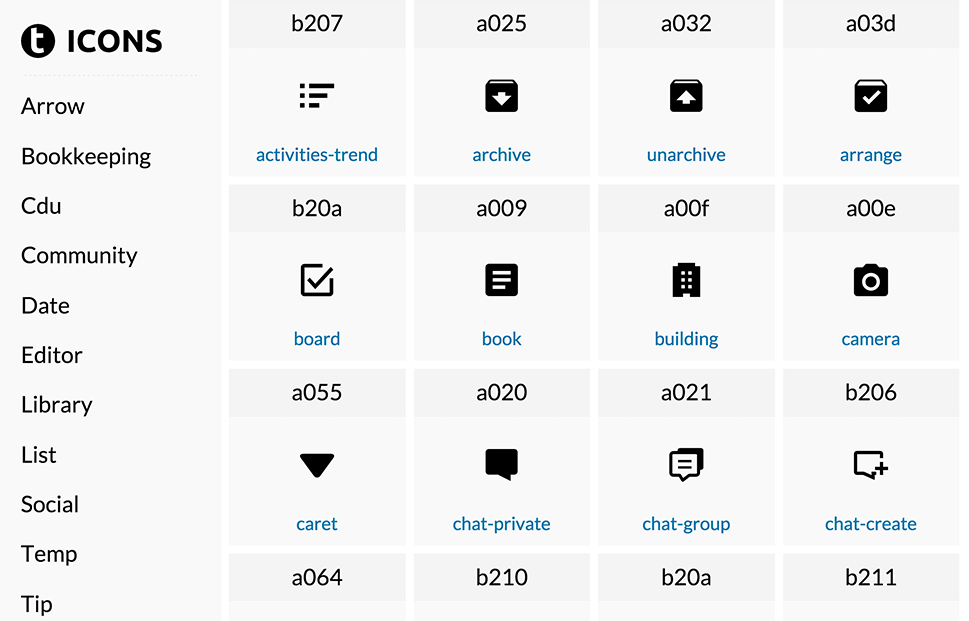 t ICONS
Arrow
Bookkeeping
Cdu
Community
Date
Editor
Library
List
Social
Temp
Tip
b207 a025 a032 a03d
activities-trend archive unarchive arrange
b20a a009 a00f a00e
board book building camera
a055 a020 a021 b206
caret chat-private chat-group chat-create
a064 b210 b20a b211